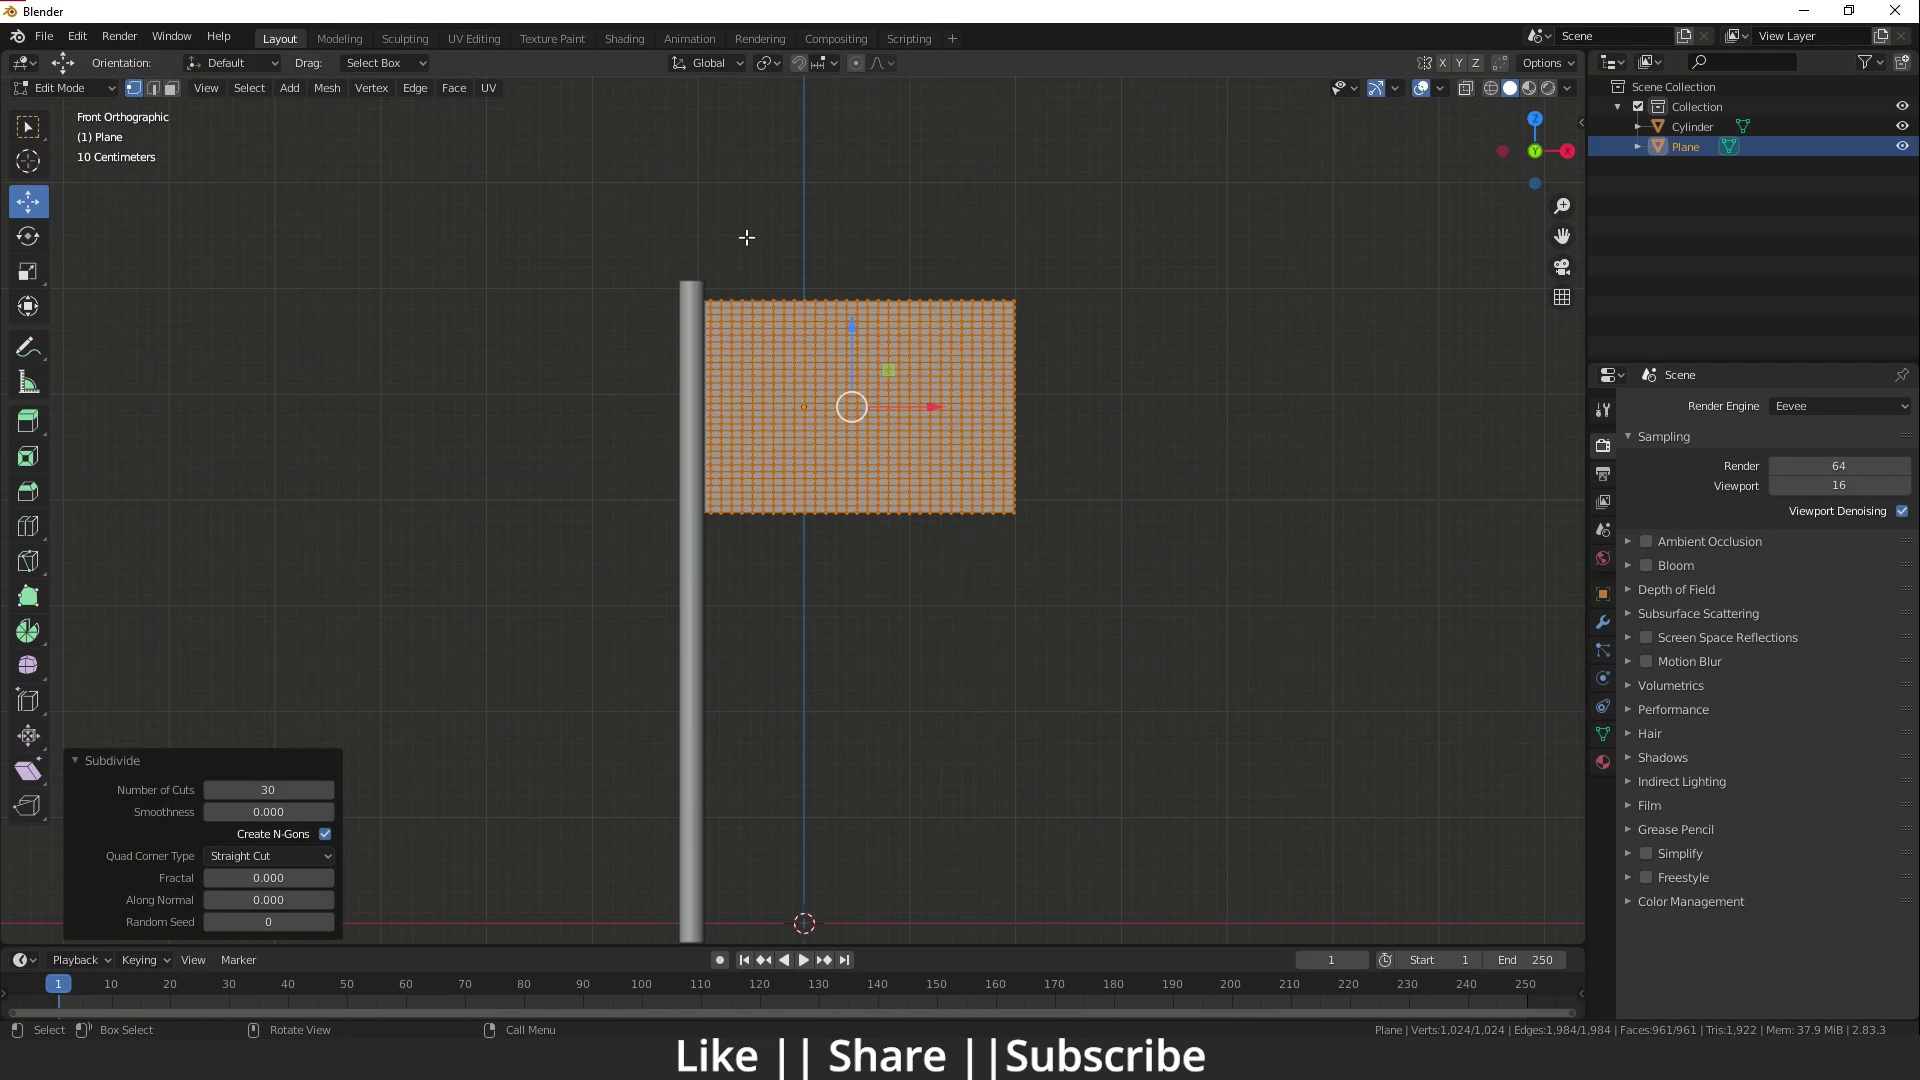 Blender
File Edit Render Window Help Layout Modeling Sculpting UV Editing Texture Paint Shading Animation Rendering Compositing Scripting + Scene View Layer
Orientation: Default Drag: Select Box Global X Y Z Options
Edit Mode View Select Add Mesh Vertex Edge Face UV
Front Orthographic
(1) Plane
10 Centimeters
Z
Y X
Scene Collection
Collection
Cylinder
Plane
Scene
Render Engine Eevee
Sampling
Render 64
Viewport 16
Viewport Denoising
Ambient Occlusion
Bloom
Depth of Field
Subsurface Scattering
Screen Space Reflections
Motion Blur
Volumetrics
Performance
Hair
Shadows
Indirect Lighting
Film
Grease Pencil
Simplify
Freestyle
Color Management
Subdivide
Number of Cuts 30
Smoothness 0.000
Create N-Gons
Quad Corner Type Straight Cut
Fractal 0.000
Along Normal 0.000
Random Seed 0
Playback Keying View Marker 1 Start 1 End 250
1 10 20 30 40 50 60 70 80 90 100 110 120 130 140 150 160 170 180 190 200 210 220 230 240 250
Select Box Select Rotate View Call Menu Plane | Verts:1,024/1,024 | Edges:1,984/1,984 | Faces:961/961 | Tris:1,922 | Mem: 37.9 MiB | 2.83.3
Like || Share ||Subscribe